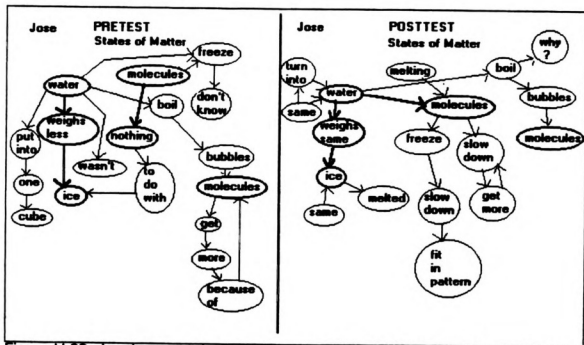 Jose
PRETEST
States of Matter
freeze
water
molecules
don't
know
boil
weighs
less
nothing
put
into
wasn't
bubbles
one
to
do
with
molecules
ice
cube
get
more
because
of
Jose
POSTTEST
States of Matter
why
?
boil
turn
into
melting
water
bubbles
same
molecules
weighs
same
molecules
freeze
slow
down
ice
same
melted
slow
down
get
more
fit
in
pattern